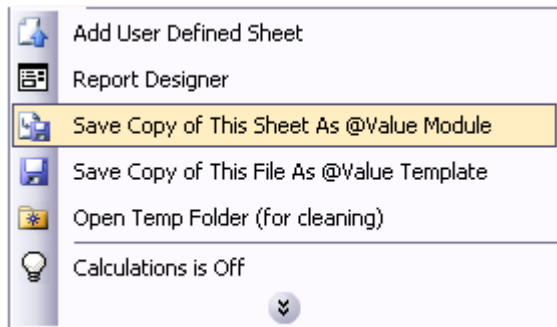 Add User Defined Sheet
Report Designer
Save Copy of This Sheet As @Value Module
Save Copy of This File As @Value Template
Open Temp Folder (for cleaning)
Calculations is Off